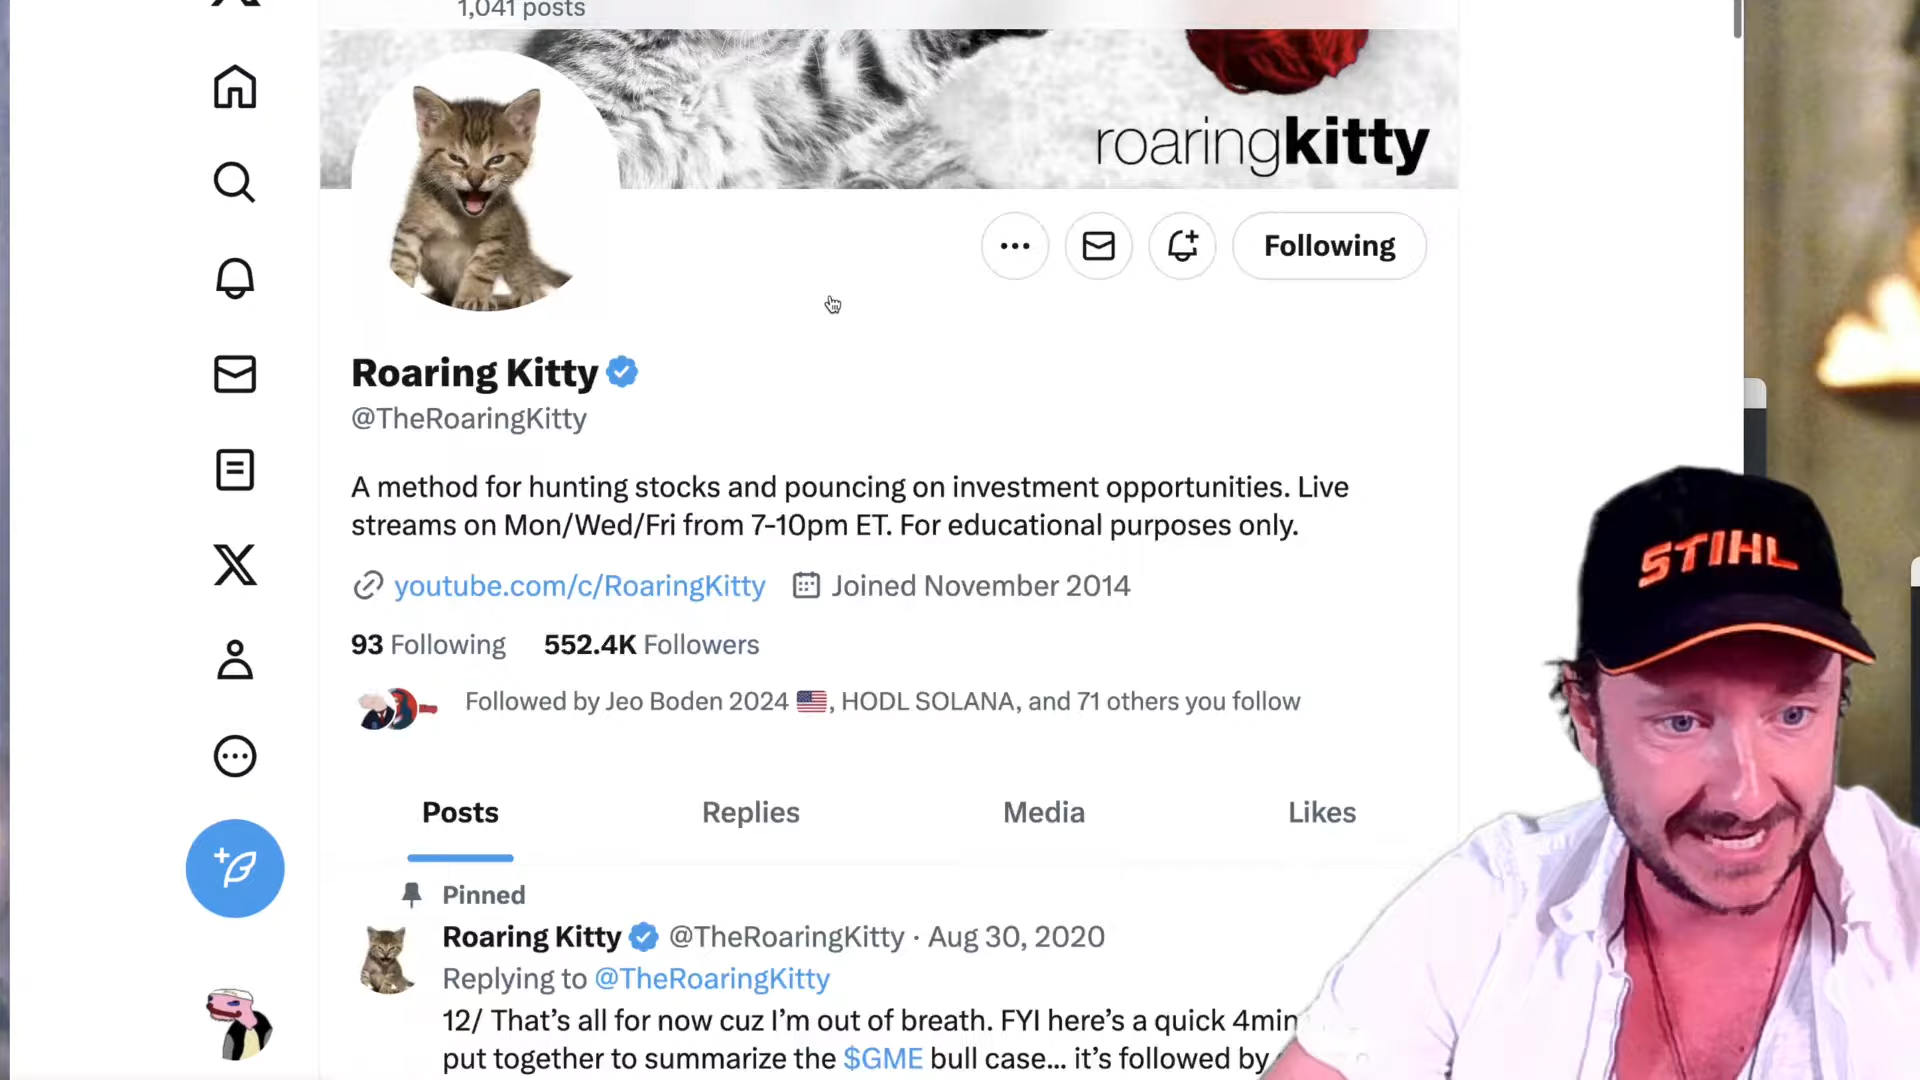 1,041 posts
roaringkitty
Following
Roaring Kitty
@TheRoaringKitty
A method for hunting stocks and pouncing on investment opportunities. Live
streams on Mon/Wed/Fri from 7-10pm ET. For educational purposes only.
youtube.com/c/RoaringKitty Joined November 2014
93 Following 552.4K Followers
Followed by Jeo Boden 2024 🇺🇸, HODL SOLANA, and 71 others you follow
STIHL
Posts Replies Media Likes
Pinned
Roaring Kitty @TheRoaringKitty · Aug 30, 2020
Replying to @TheRoaringKitty
12/ That’s all for now cuz I’m out of breath. FYI here’s a quick 4min
put together to summarize the $GME bull case... it’s followed by